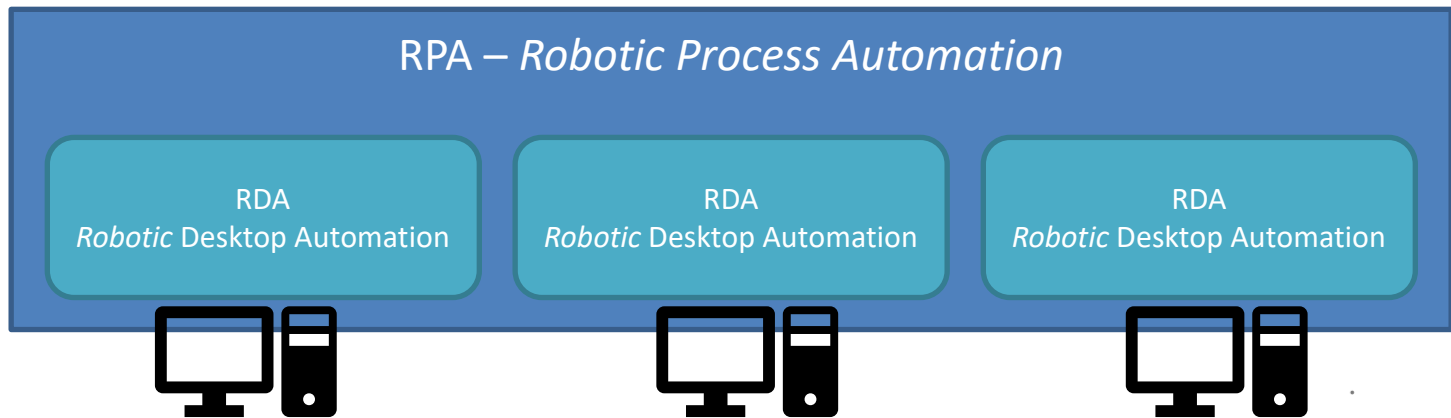 RPA – Robotic Process Automation
RDA
Robotic Desktop Automation
RDA
Robotic Desktop Automation
RDA
Robotic Desktop Automation